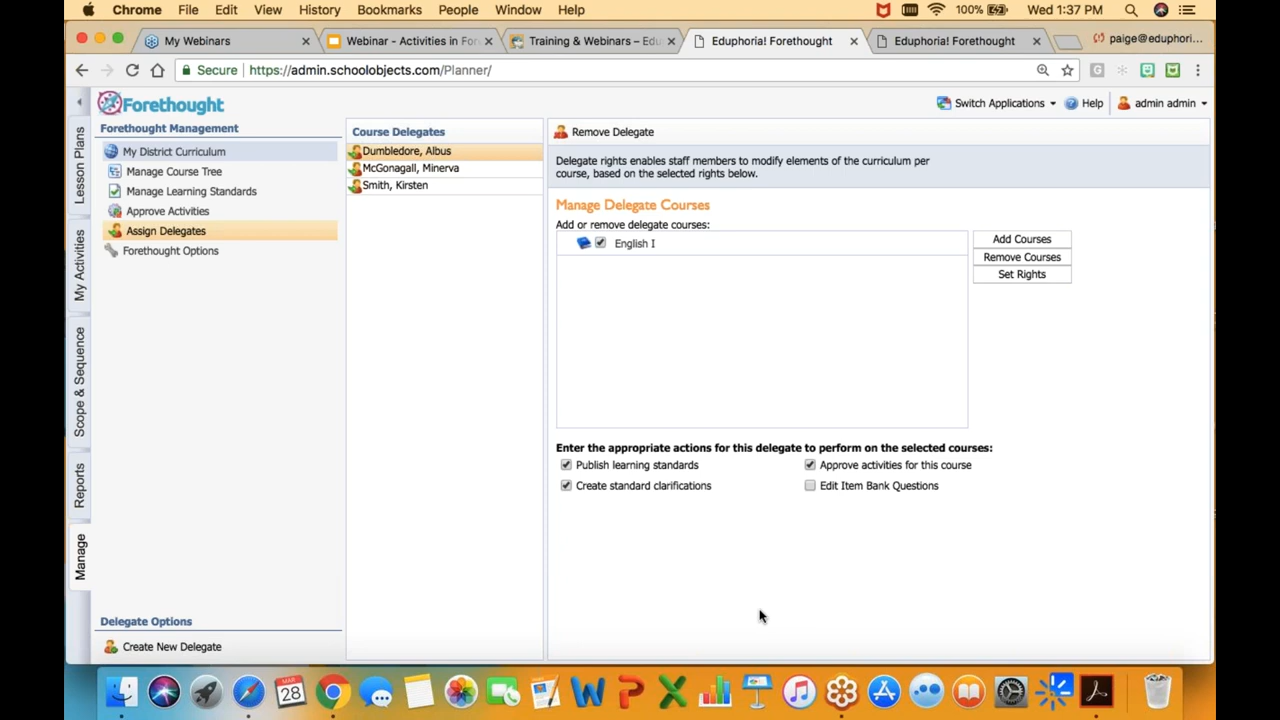 Chrome File Edit View History Bookmarks People Window Help 100% Wed 1:37 PM
My Webinars Webinar - Activities in For Training & Webinars – Edu Eduphoria! Forethought Eduphoria! Forethought paige@eduphori...
Secure https://admin.schoolobjects.com/Planner/
Forethought Switch Applications Help admin admin
Forethought Management
My District Curriculum
Manage Course Tree
Manage Learning Standards
Approve Activities
Assign Delegates
Forethought Options
Lesson Plans
My Activities
Scope & Sequence
Reports
Manage
Delegate Options
Create New Delegate
Course Delegates
Dumbledore, Albus
McGonagall, Minerva
Smith, Kirsten
Remove Delegate
Delegate rights enables staff members to modify elements of the curriculum per
course, based on the selected rights below.
Manage Delegate Courses
Add or remove delegate courses:
English I
Add Courses
Remove Courses
Set Rights
Enter the appropriate actions for this delegate to perform on the selected courses:
Publish learning standards Approve activities for this course
Create standard clarifications Edit Item Bank Questions
MAR
28